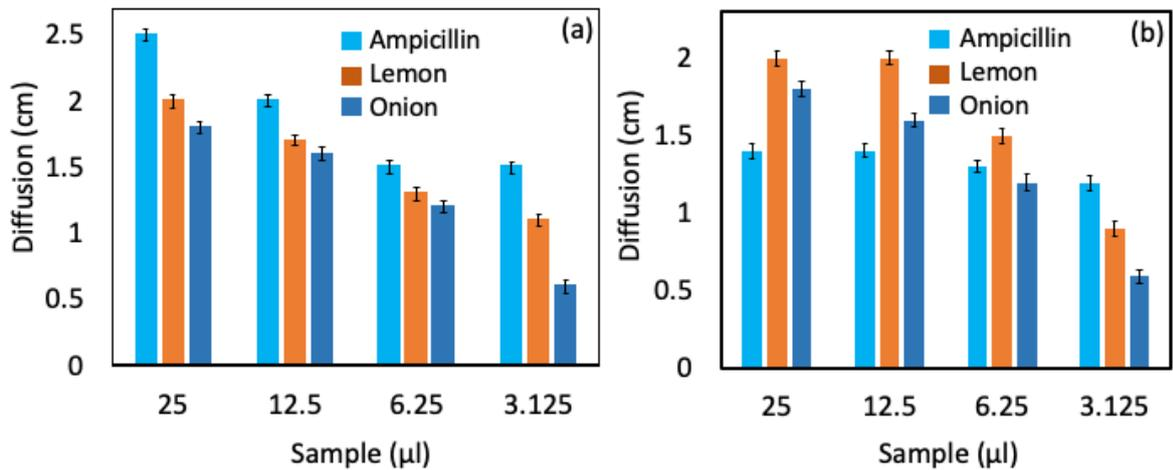 (a)
Ampicillin
Lemon
Onion
Diffusion (cm)
2.5
2
1.5
1
0.5
0
25 12.5 6.25 3.125
Sample (µl)
(b)
Ampicillin
Lemon
Onion
Diffusion (cm)
2
1.5
1
0.5
0
25 12.5 6.25 3.125
Sample (µl)